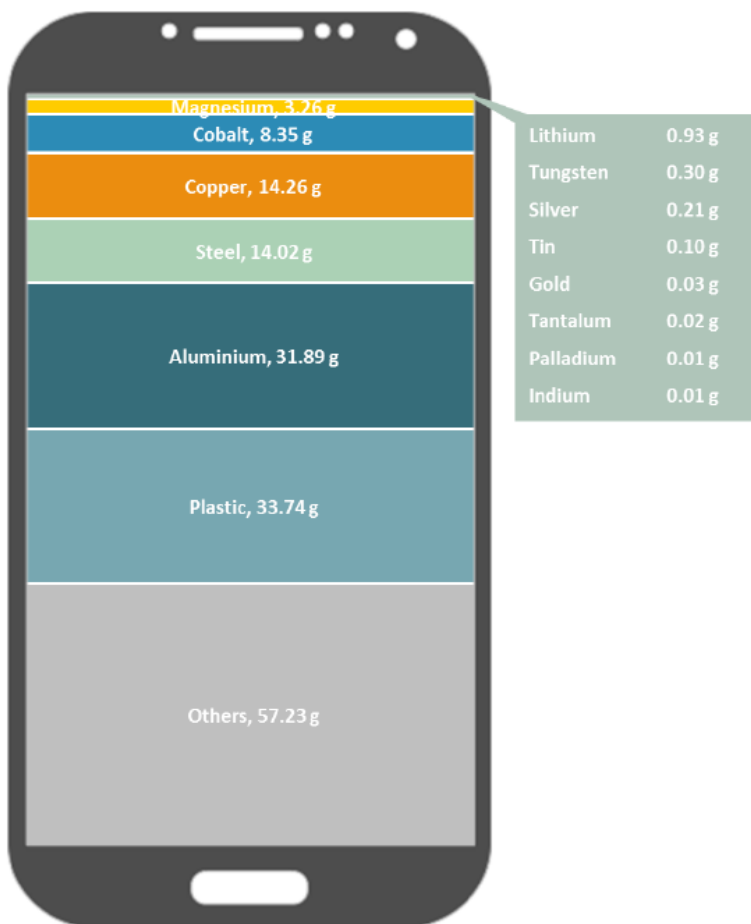 Magnesium, 3.26 g
Cobalt, 8.35 g
Copper, 14.26 g
Steel, 14.02 g
Aluminium, 31.89 g
Plastic, 33.74 g
Others, 57.23 g
Lithium 0.93 g
Tungsten 0.30 g
Silver 0.21 g
Tin 0.10 g
Gold 0.03 g
Tantalum 0.02 g
Palladium 0.01 g
Indium 0.01 g